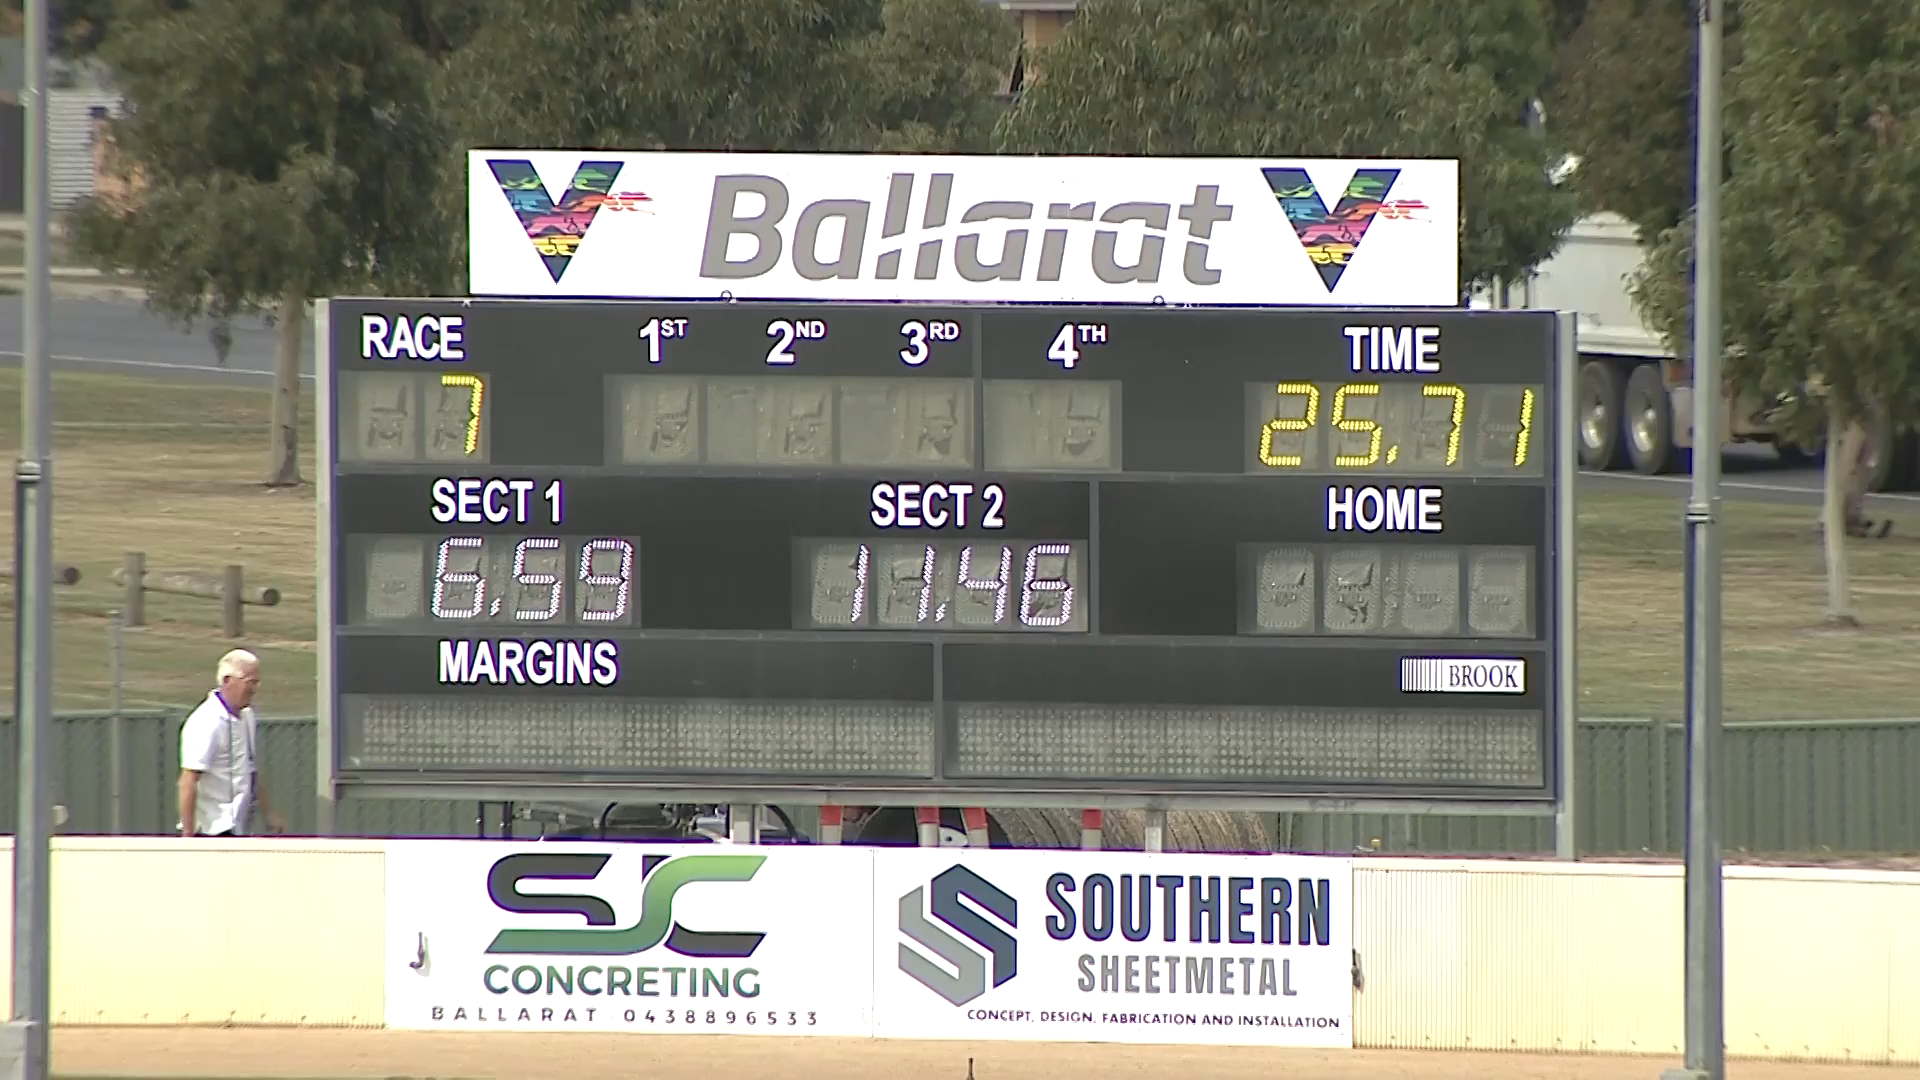 Ballarat
RACE 1ST 2ND 3RD 4TH TIME
7 25.71
SECT 1 SECT 2 HOME
6.59 11.46
MARGINS
BROOK
SJC
CONCRETING
BALLARAT 0438896533
SOUTHERN
SHEETMETAL
CONCEPT, DESIGN, FABRICATION AND INSTALLATION